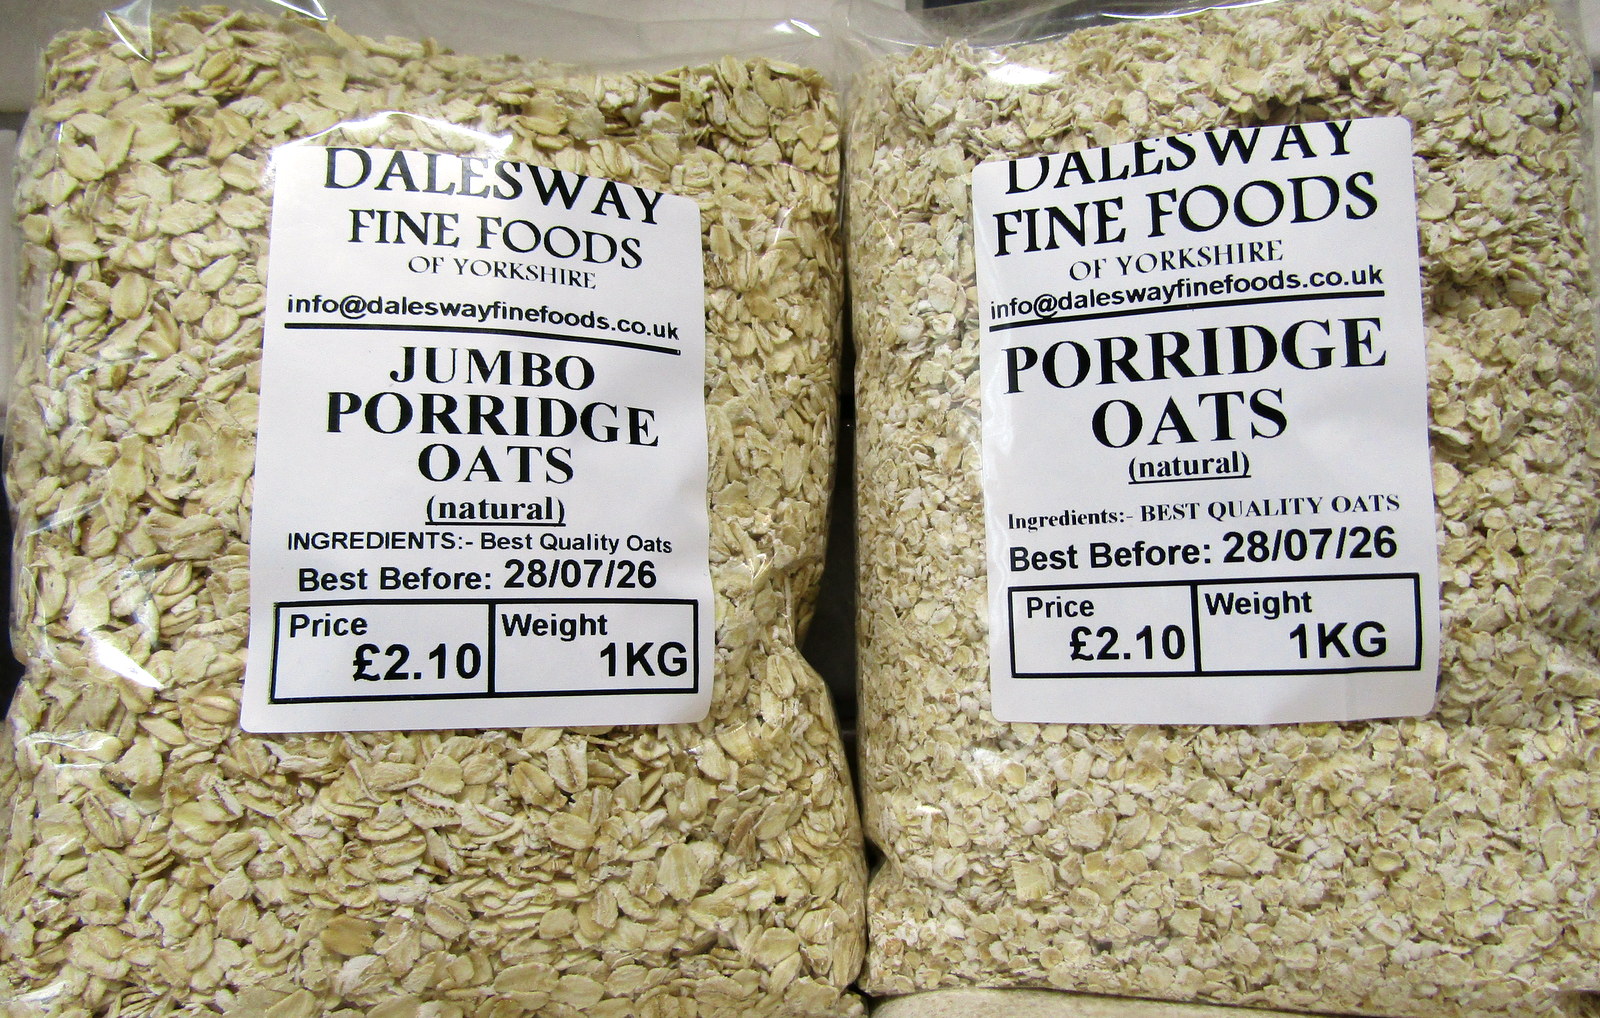 DALESWAY
FINE FOODS
OF YORKSHIRE
info@daleswayfinefoods.co.uk
JUMBO
PORRIDGE
OATS
(natural)
INGREDIENTS:- Best Quality Oats
Best Before: 28/07/26
Price
£2.10
Weight
1KG
DALESWAY
FINE FOODS
OF YORKSHIRE
info@daleswayfinefoods.co.uk
PORRIDGE
OATS
(natural)
Ingredients:- BEST QUALITY OATS
Best Before: 28/07/26
Price
£2.10
Weight
1KG